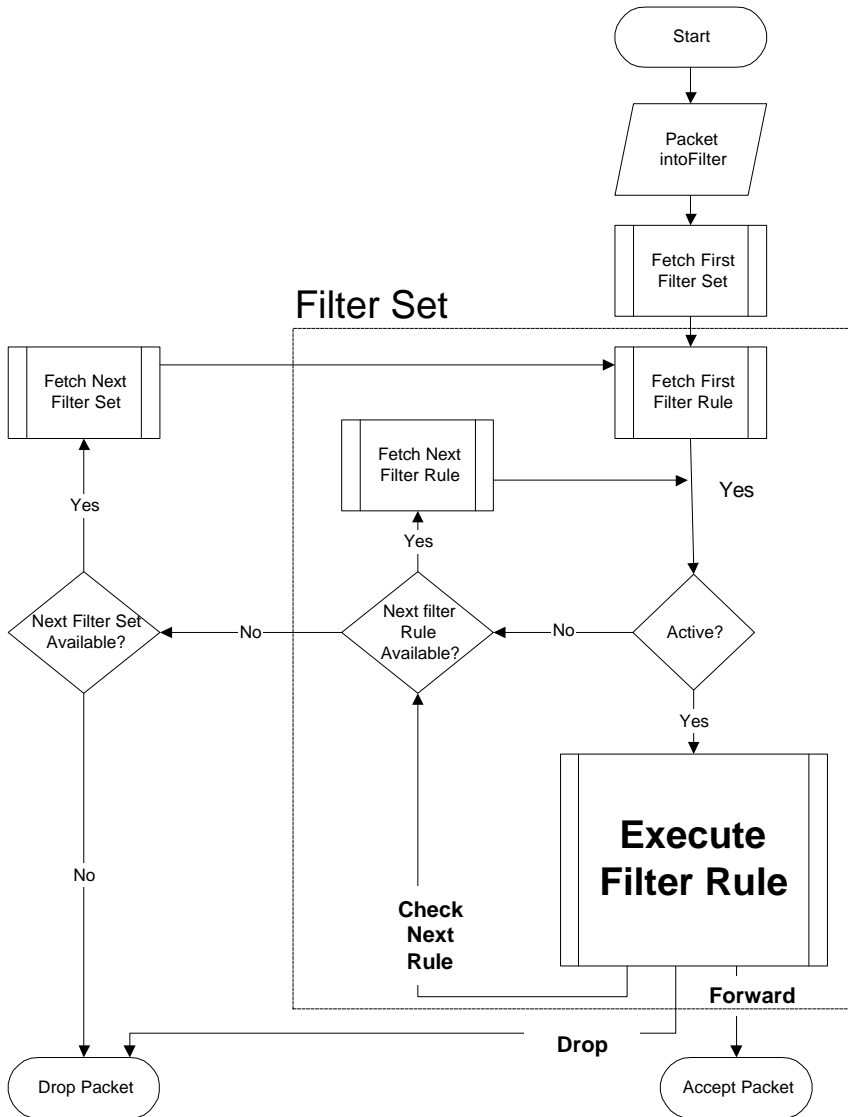 Start
Packet
intoFilter
Fetch First
Filter Set
Filter Set
Fetch Next
Filter Set
Fetch First
Filter Rule
Fetch Next
Filter Rule
Yes
Yes
Yes
Next Filter Set
Available?
No
Next filter
Rule
Available?
No
Active?
Yes
Execute
Filter Rule
No
Check
Next
Rule
Forward
Drop
Drop Packet
Accept Packet